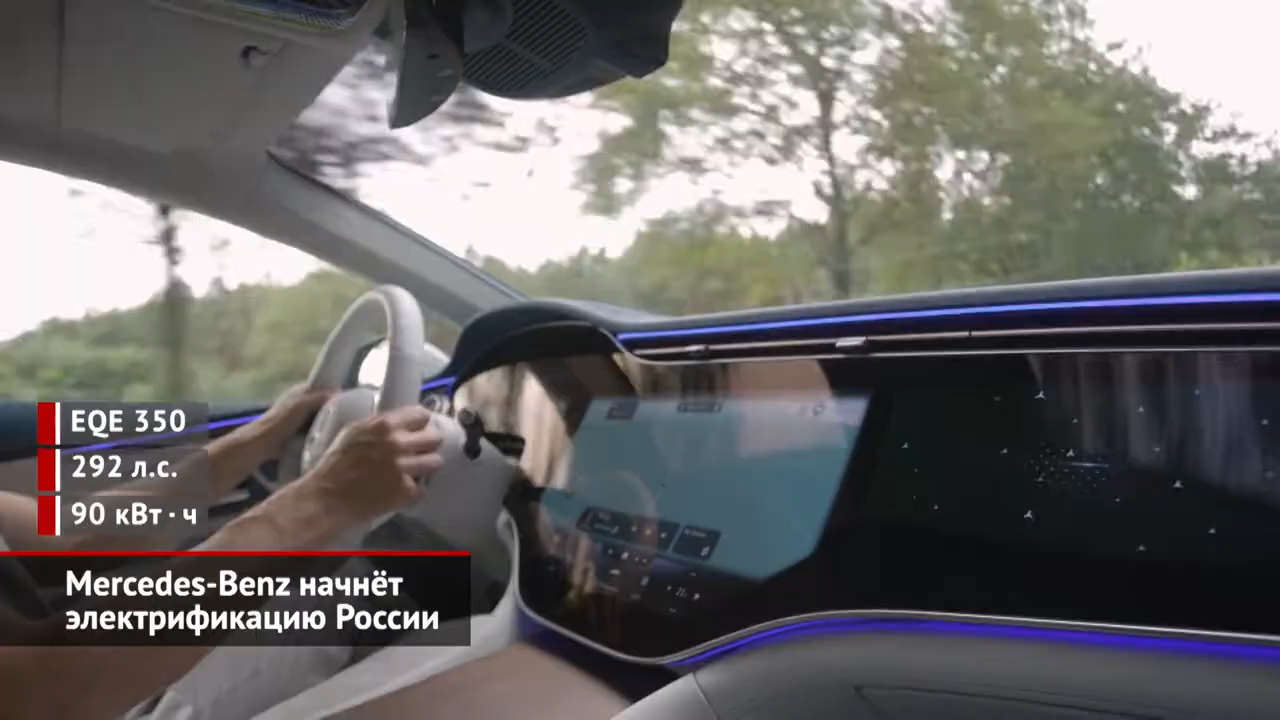 EQE 350
292 л.с.
90 кВт·ч
Mercedes-Benz начнёт
электрификацию России